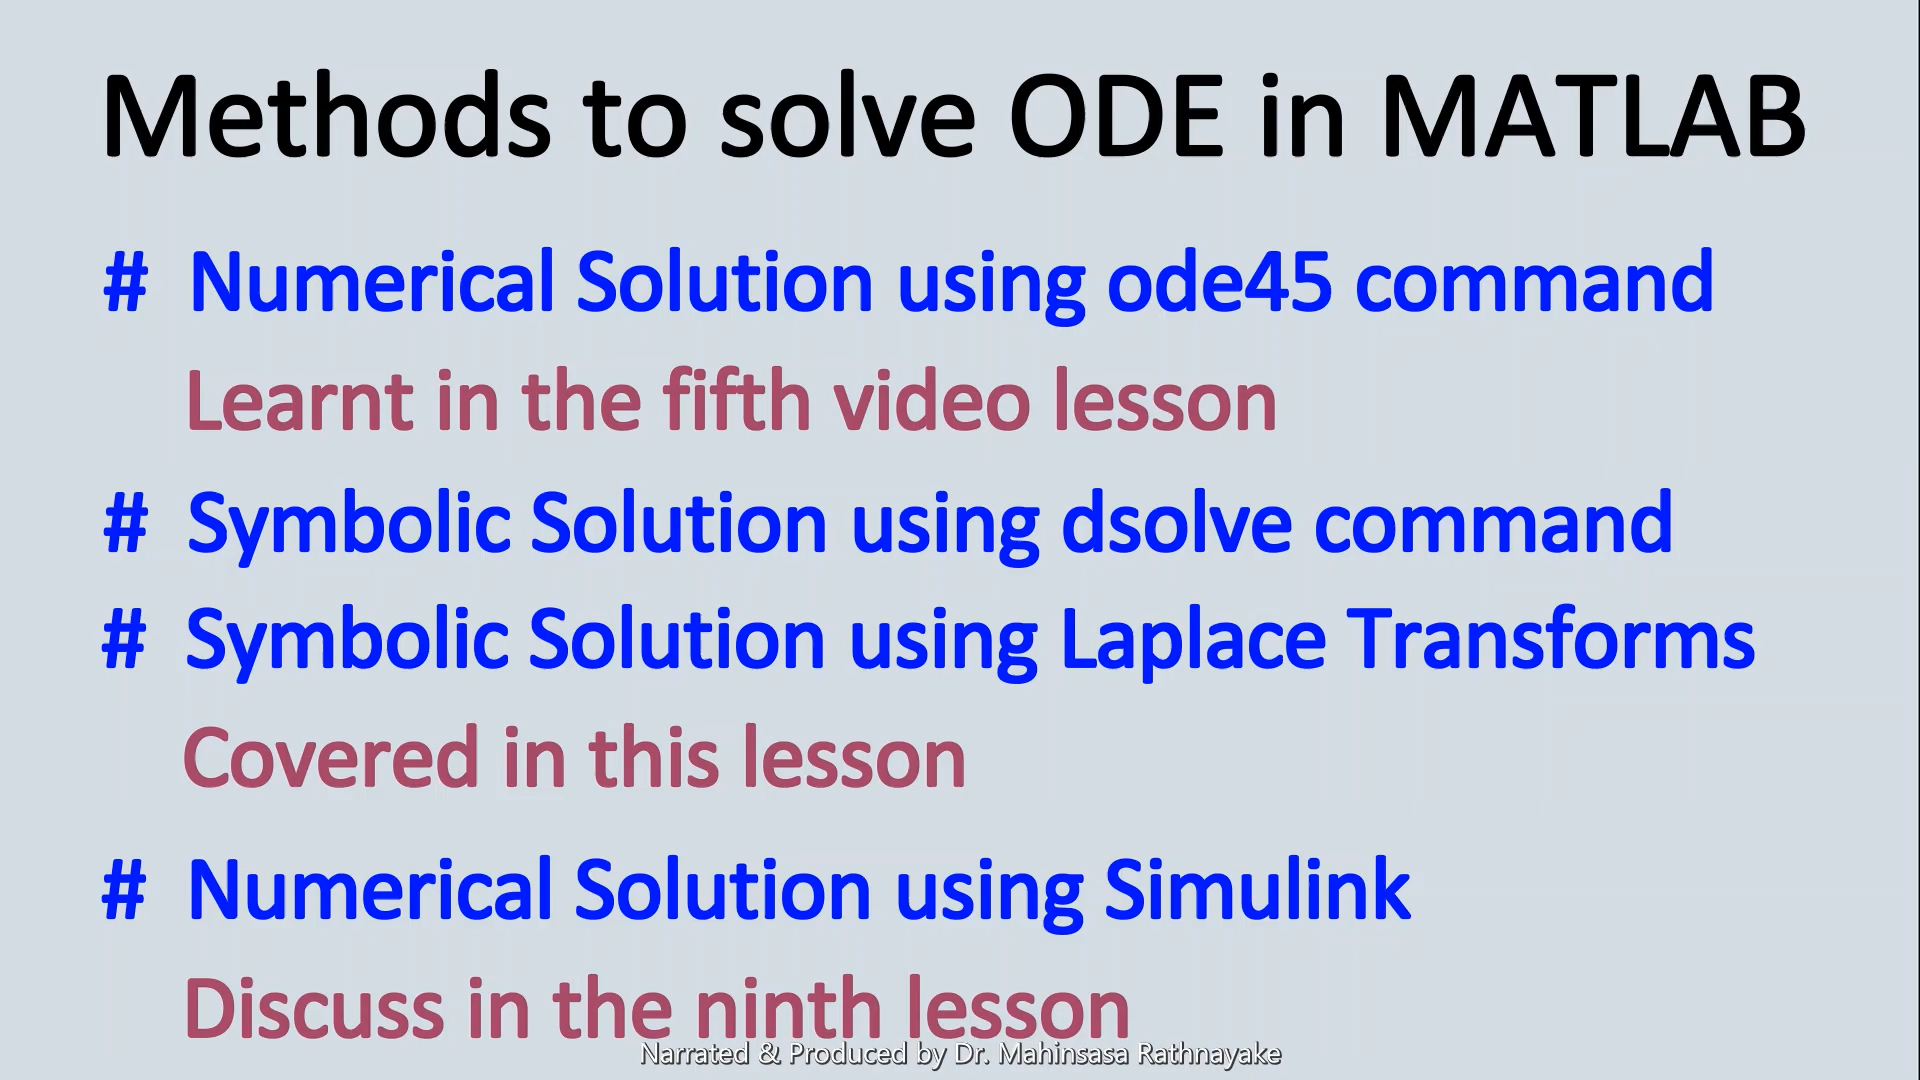 Methods to solve ODE in MATLAB
# Numerical Solution using ode45 command
Learnt in the fifth video lesson
# Symbolic Solution using dsolve command
# Symbolic Solution using Laplace Transforms
Covered in this lesson
# Numerical Solution using Simulink
Discuss in the ninth lesson
Narrated & Produced by Dr. Mahinsasa Rathnayake